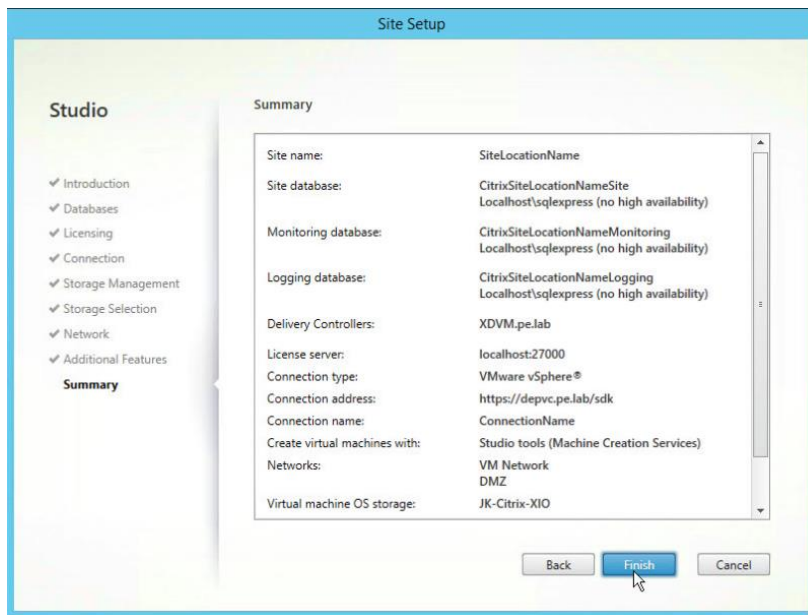 Site Setup
Studio
✔ Introduction
✔ Databases
✔ Licensing
✔ Connection
✔ Storage Management
✔ Storage Selection
✔ Network
✔ Additional Features
Summary
Summary
Site name: SiteLocationName
Site database: CitrixSiteLocationNameSite
Localhost\sqlexpress (no high availability)
Monitoring database: CitrixSiteLocationNameMonitoring
Localhost\sqlexpress (no high availability)
Logging database: CitrixSiteLocationNameLogging
Localhost\sqlexpress (no high availability)
Delivery Controllers: XDVM.pe.lab
License server: localhost:27000
Connection type: VMware vSphere®
Connection address: https://depvc.pe.lab/sdk
Connection name: ConnectionName
Create virtual machines with: Studio tools (Machine Creation Services)
Networks: VM Network
DMZ
Virtual machine OS storage: JK-Citrix-XIO
Back Finish Cancel